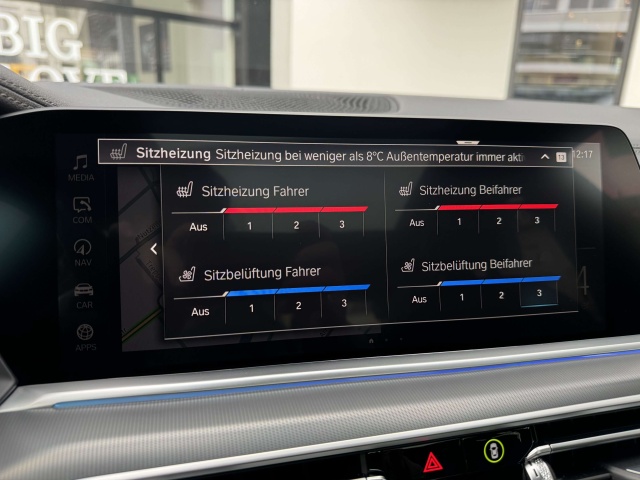 BIG
LOVE
Sitzheizung Sitzheizung bei weniger als 8°C Außentemperatur immer akti
12:17
MEDIA
COM
NAV
CAR
APPS
Sitzheizung Fahrer
Aus 1 2 3
Sitzheizung Beifahrer
Aus 1 2 3
Sitzbelüftung Fahrer
Aus 1 2 3
Sitzbelüftung Beifahrer
Aus 1 2 3
4